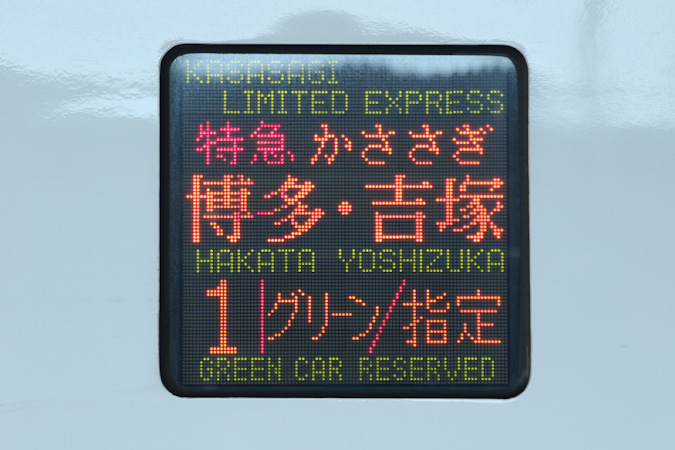 KASASAGI
LIMITED EXPRESS
特急 かささぎ
博多・吉塚
HAKATA YOSHIZUKA
1|グリーン/指定
GREEN CAR RESERVED